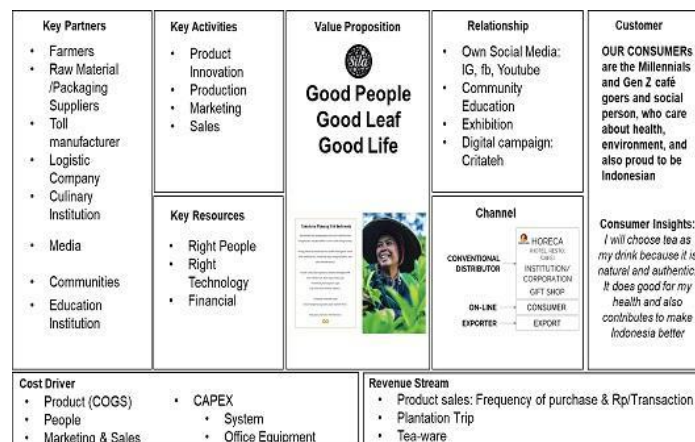 Key Partners
• Farmers
• Raw Material
/Packaging
Suppliers
• Toll
manufacturer
• Logistic
Company
• Culinary
Institution
• Media
• Communities
• Education
Institution
Key Activities
• Product
Innovation
• Production
• Marketing
• Sales
Key Resources
• Right People
• Right
Technology
• Financial
Value Proposition
Sila
Good People
Good Leaf
Good Life
Relationship
• Own Social Media:
IG, fb, Youtube
• Community
Education
• Exhibition
• Digital campaign:
Critateh
Channel
CONVENTIONAL
DISTRIBUTOR
HORECA
(HOTEL, RESTO,
CAFE)
INSTITUTION/
CORPORATION
GIFT SHOP
ON-LINE
CONSUMER
EXPORTER
EXPORT
Customer
OUR CONSUMERs
are the Millennials
and Gen Z café
goers and social
person, who care
about health,
environment, and
also proud to be
Indonesian
Consumer Insights:
I will choose tea as
my drink because it is
natural and authentic
It does good for my
health and also
contributes to make
Indonesia better
Cost Driver
• Product (COGS)
• People
• Marketing & Sales
• CAPEX
• System
• Office Equipment
Revenue Stream
• Product sales: Frequency of purchase & Rp/Transaction
• Plantation Trip
• Tea-ware